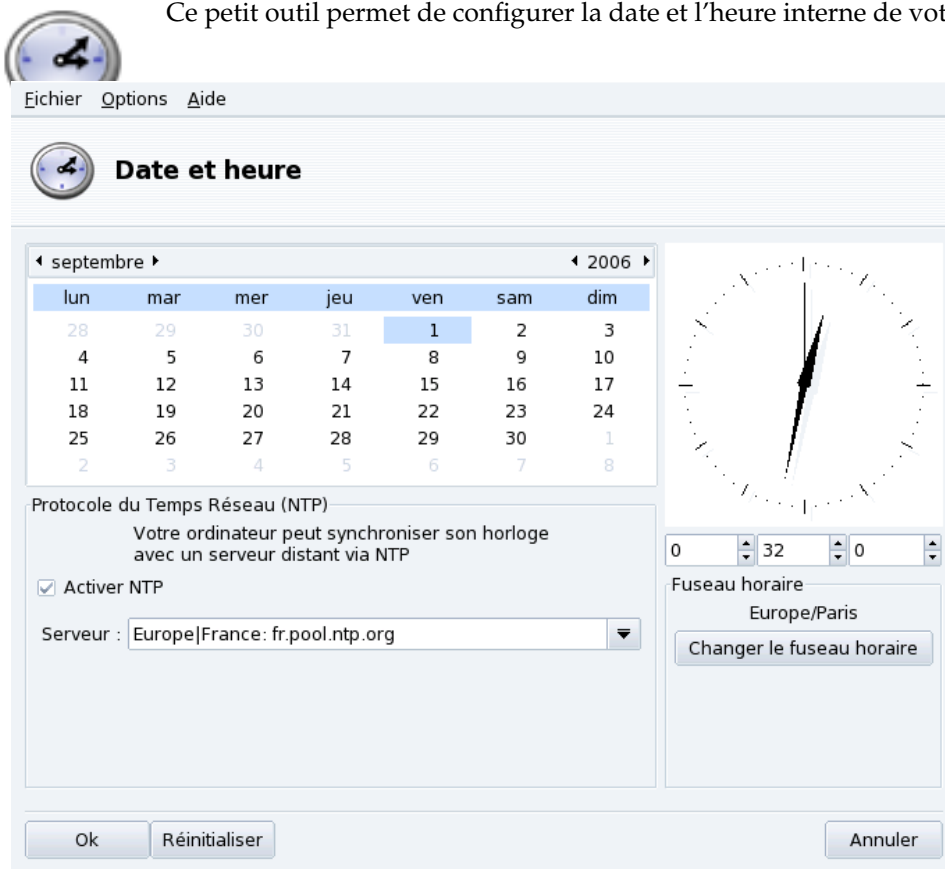 Ce petit outil permet de configurer la date et l'heure interne de
Fichier Options Aide
Date et heure
septembre 2006
lun mar mer jeu ven sam dim
28 29 30 31 1 2 3
4 5 6 7 8 9 10
11 12 13 14 15 16 17
18 19 20 21 22 23 24
25 26 27 28 29 30 1
2 3 4 5 6 7 8
Protocole du Temps Réseau (NTP)
Votre ordinateur peut synchroniser son horloge
avec un serveur distant via NTP
Activer NTP
Serveur : Europe|France: fr.pool.ntp.org
0 32 0
Fuseau horaire
Europe/Paris
Changer le fuseau horaire
Ok Réinitialiser Annuler